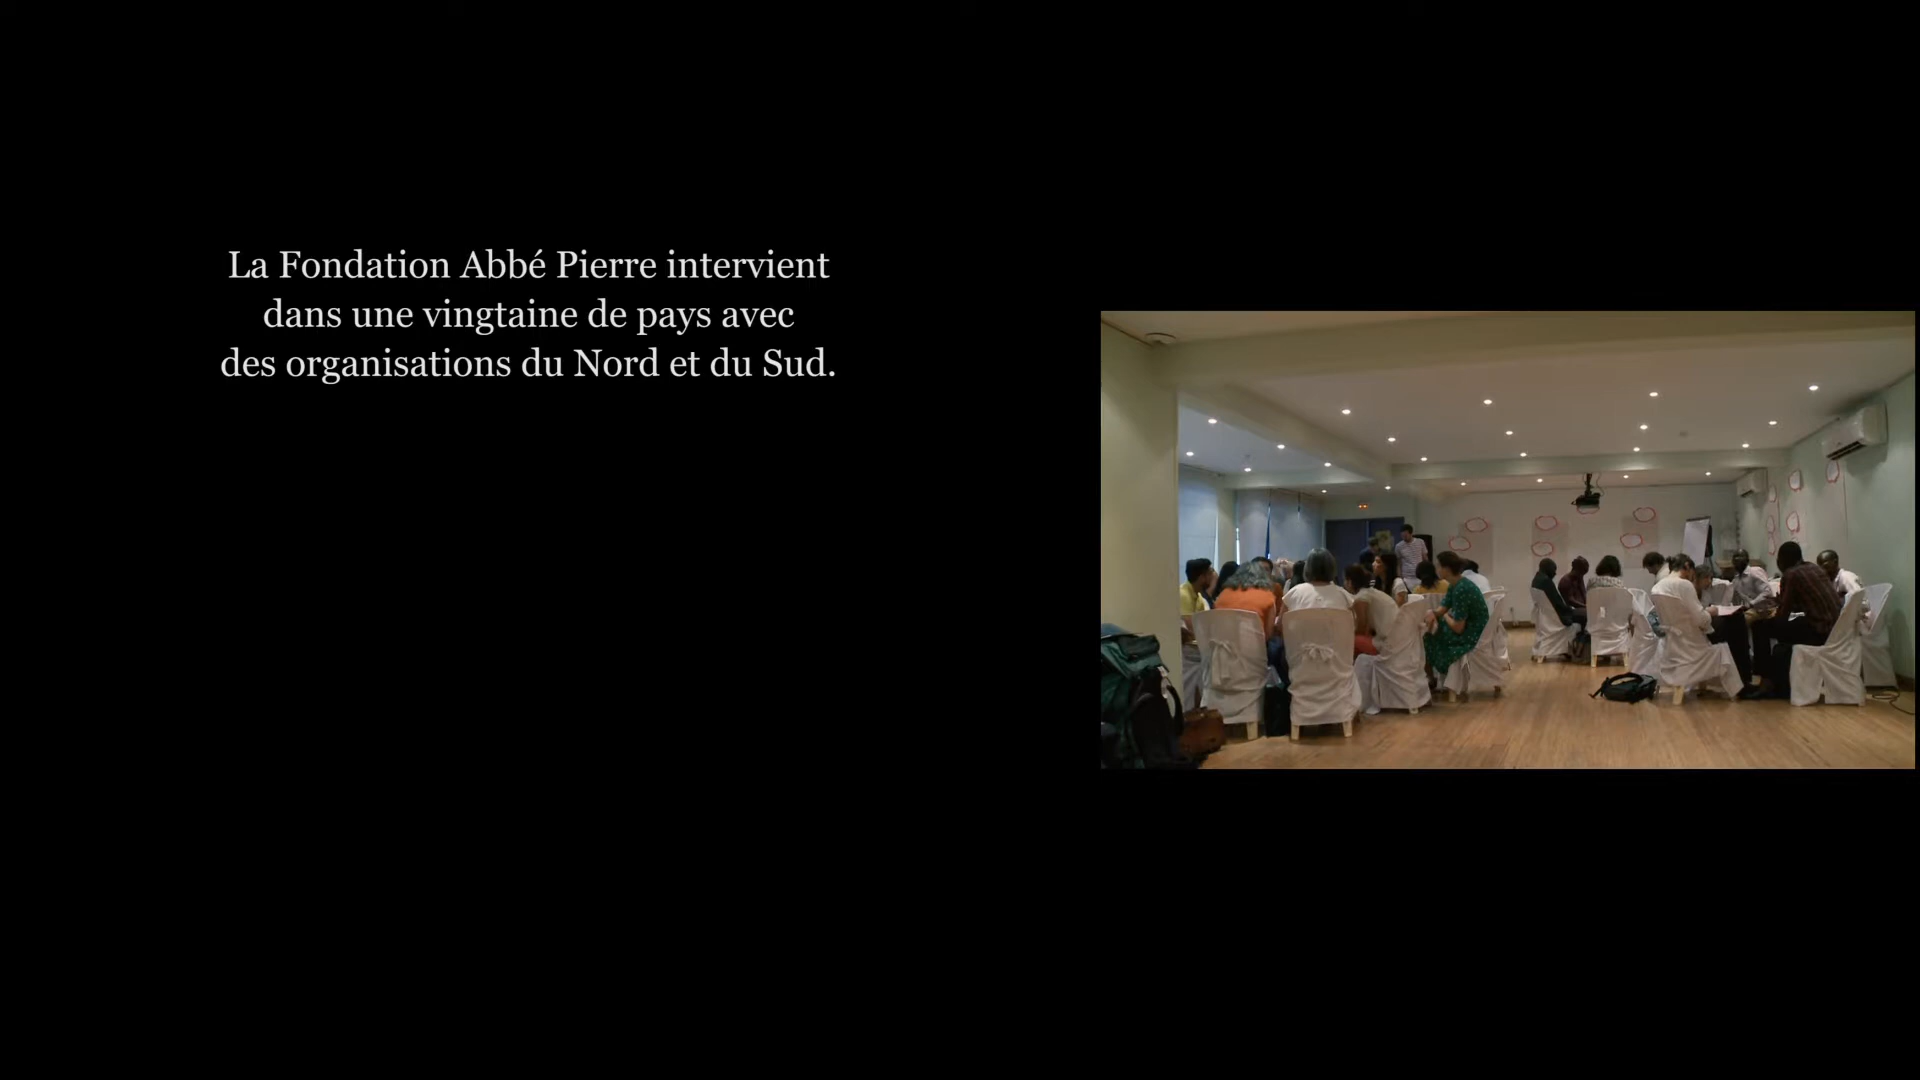 La Fondation Abbé Pierre intervient
dans une vingtaine de pays avec
des organisations du Nord et du Sud.